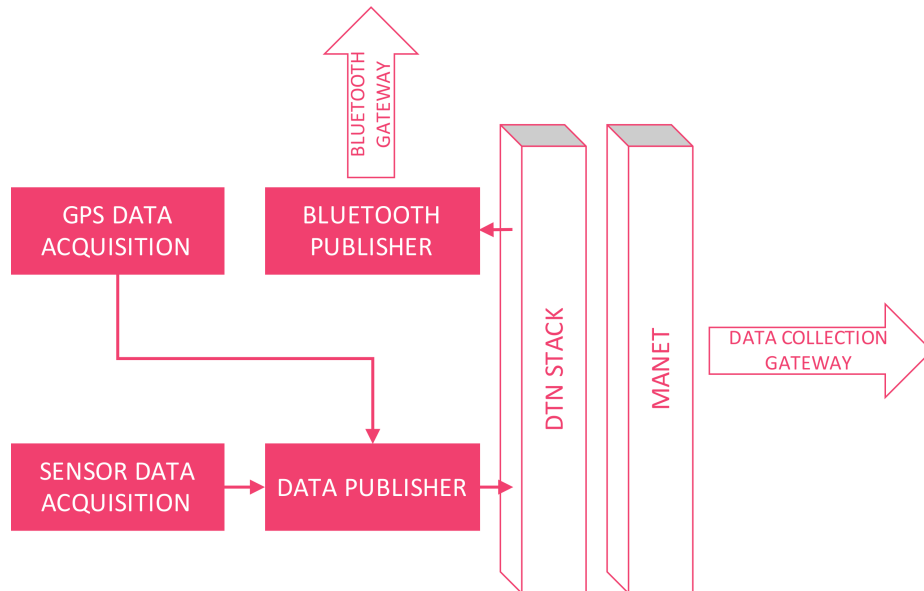 BLUETOOTH
GATEWAY
GPS DATA
ACQUISITION
BLUETOOTH
PUBLISHER
DTN STACK
MANET
DATA COLLECTION
GATEWAY
SENSOR DATA
ACQUISITION
DATA PUBLISHER